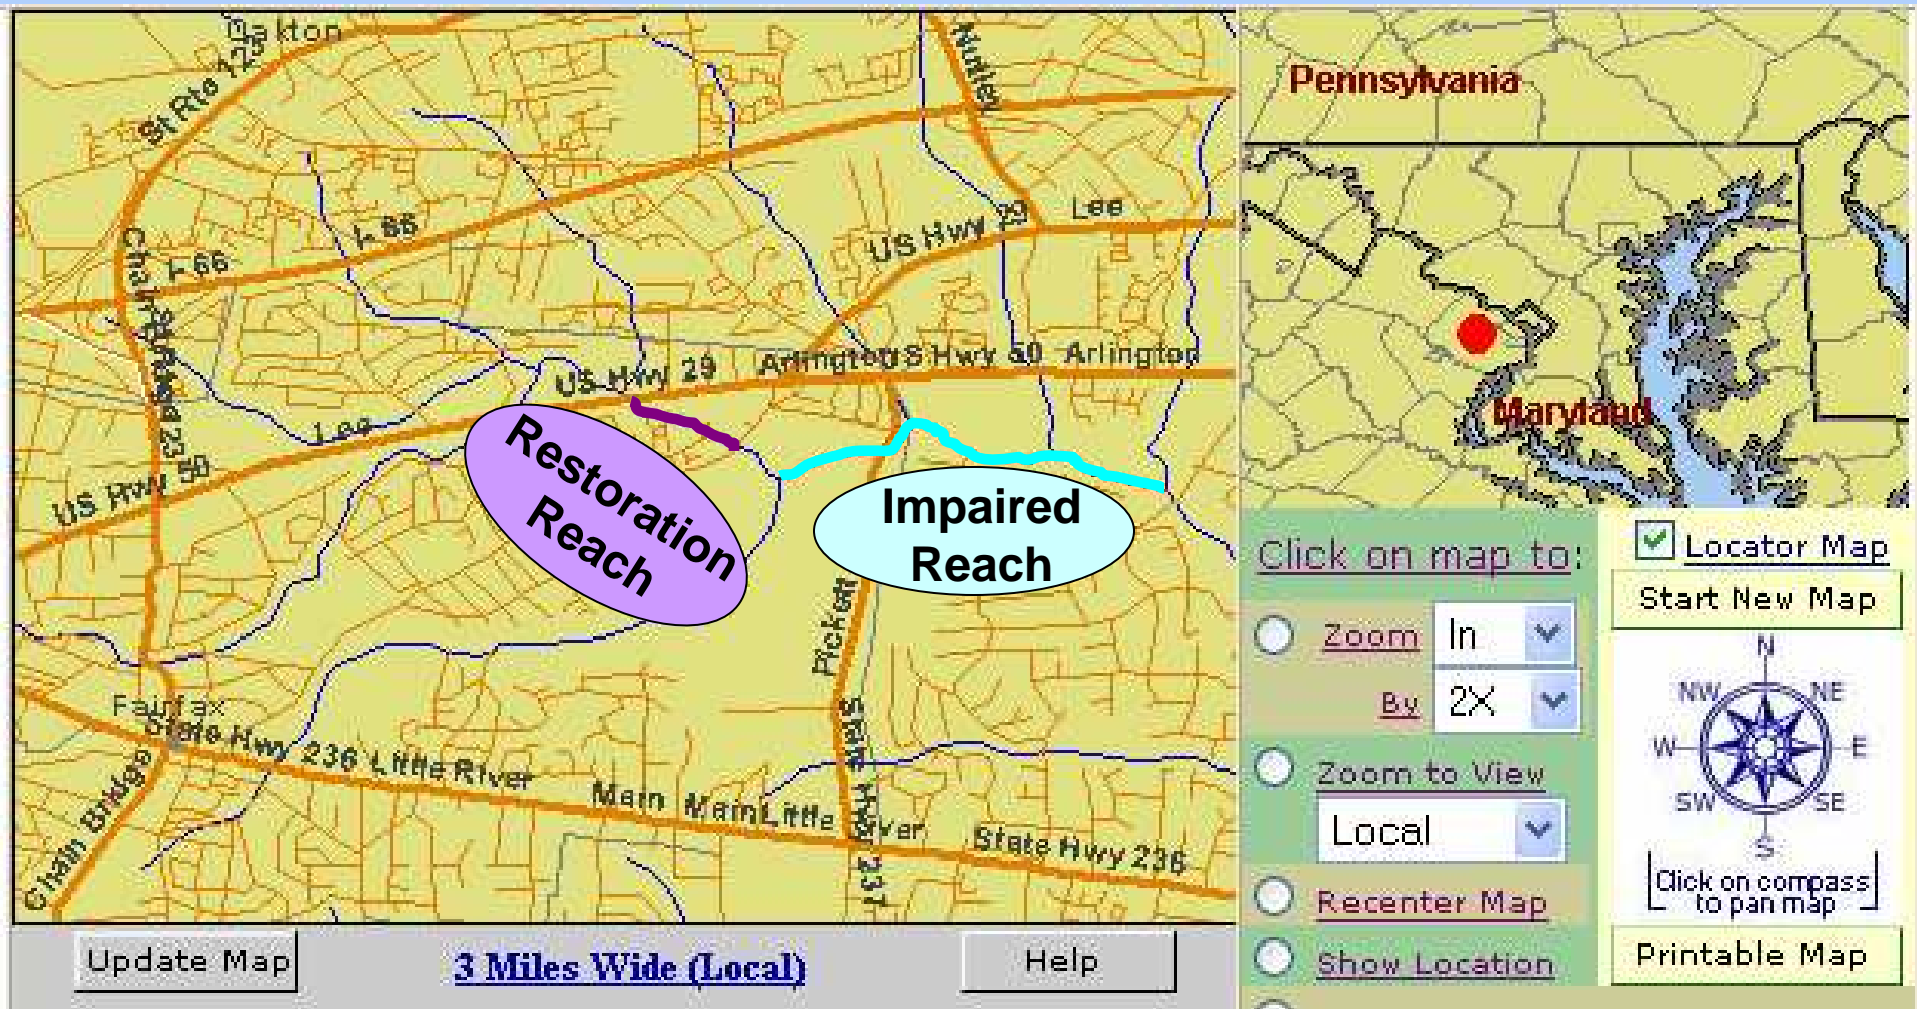 Oakton
St Rte 123
Nutley
I- 66
I- 66
US Hwy 29
Lee
Chain
US Hwy 29
Arlington
US Hwy 50
Arlington
Lee
US Hwy 50
Restoration
Reach
Impaired
Reach
Pickett
Fairfax
State Hwy 236 Little River
Main
Main Little River
State Hwy 236
State Hwy 237
Chain Bridge
Update Map
3 Miles Wide (Local)
Help
Pennsylvania
Maryland
Click on map to:
Zoom
In
By
2X
Zoom to View
Local
Recenter Map
Show Location
Locator Map
Start New Map
N
NW
NE
W
E
SW
SE
S
Click on compass
to pan map
Printable Map